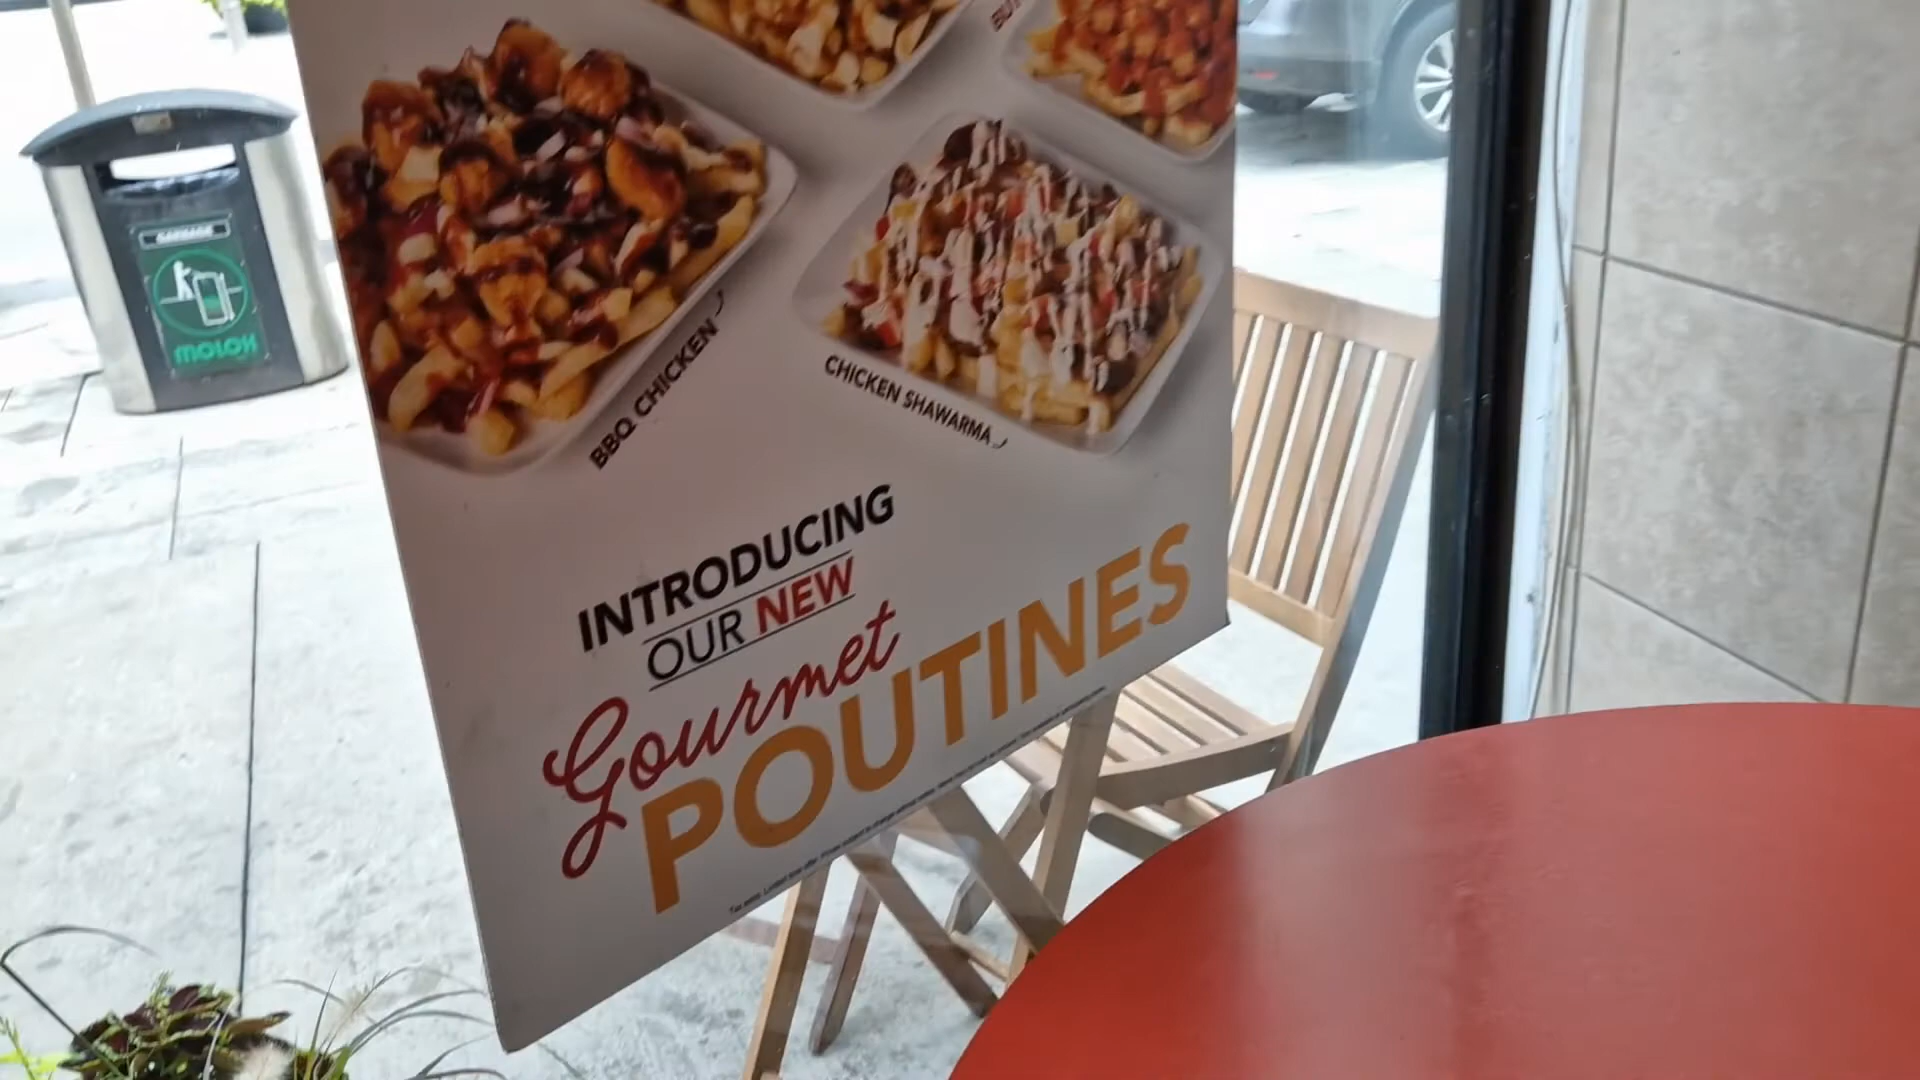 BBQ CHICKEN
CHICKEN SHAWARMA
INTRODUCING
OUR NEW
Gourmet
POUTINES
GARBAGE
MOLOK